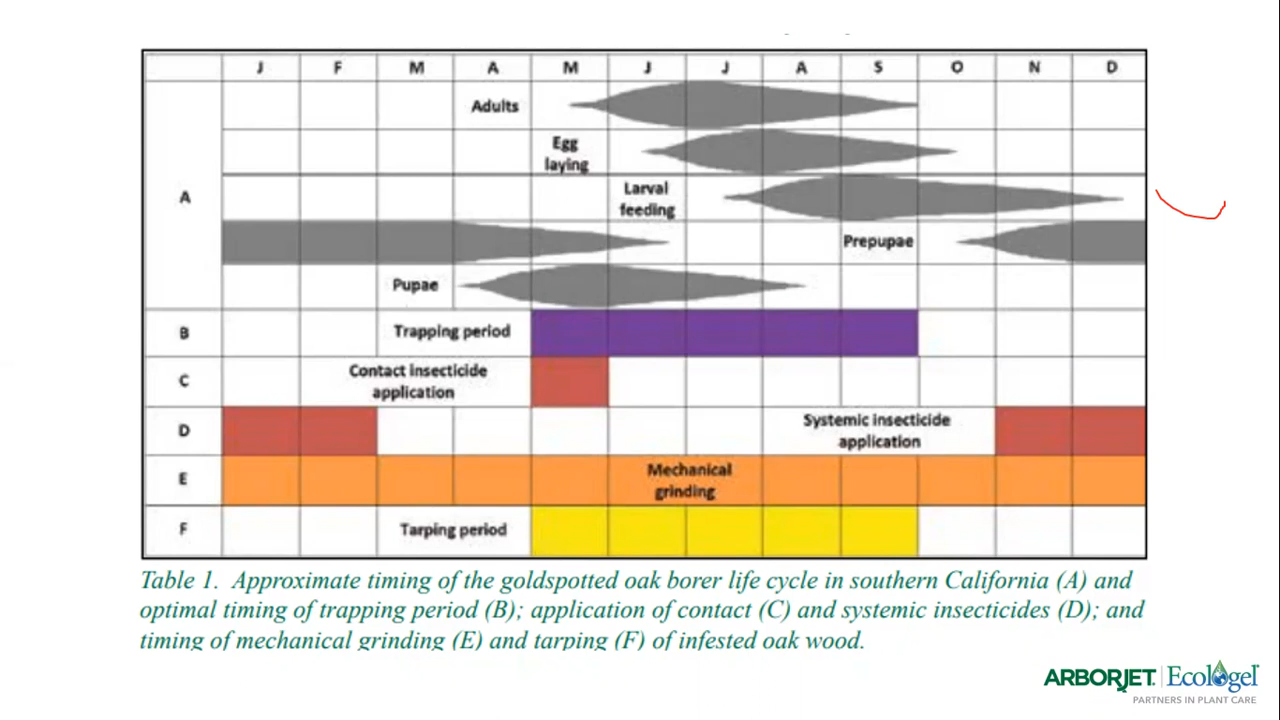 J F M A M J J A S O N D
Adults
Egg
laying
Larval
feeding
A
Prepupae
Pupae
B Trapping period
C Contact insecticide
application
D Systemic insecticide
application
E Mechanical
grinding
F Tarping period
Table 1. Approximate timing of the goldspotted oak borer life cycle in southern California (A) and
optimal timing of trapping period (B); application of contact (C) and systemic insecticides (D); and
timing of mechanical grinding (E) and tarping (F) of infested oak wood.
ARBORJET Ecologel
PARTNERS IN PLANT CARE